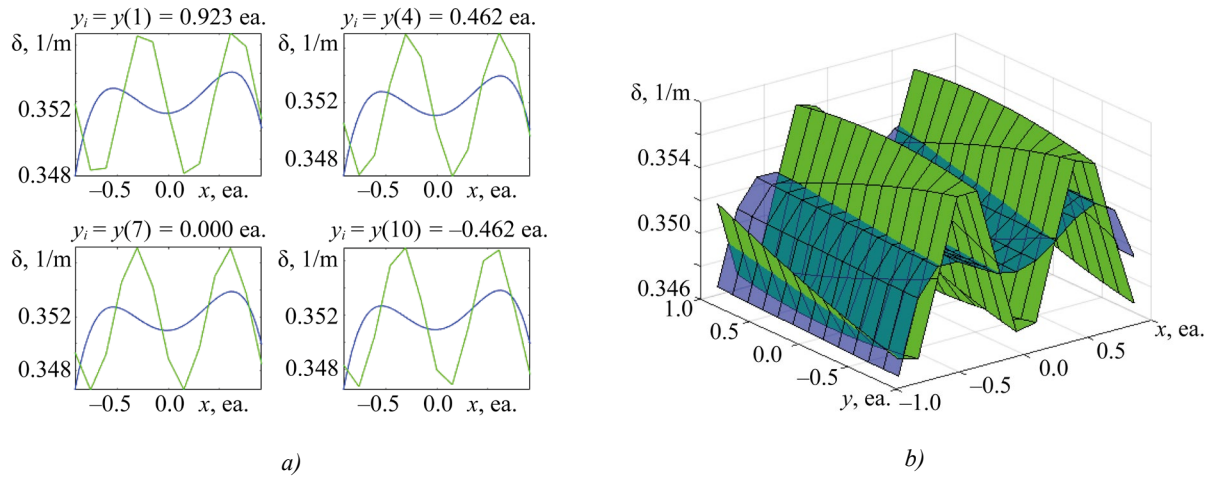 yi = y(1) = 0.923 ea.
δ, 1/m
0.352
0.348
–0.5 0.0 x, ea.
yi = y(4) = 0.462 ea.
δ, 1/m
0.352
0.348
–0.5 0.0 x, ea.
yi = y(7) = 0.000 ea.
δ, 1/m
0.352
0.348
–0.5 0.0 x, ea.
yi = y(10) = –0.462 ea.
δ, 1/m
0.352
0.348
–0.5 0.0 x, ea.
a)
δ, 1/m
0.354
0.350
0.346
1.0
0.5
0.0
–0.5
y, ea. –1.0
–0.5
0.0
0.5
x, ea.
b)